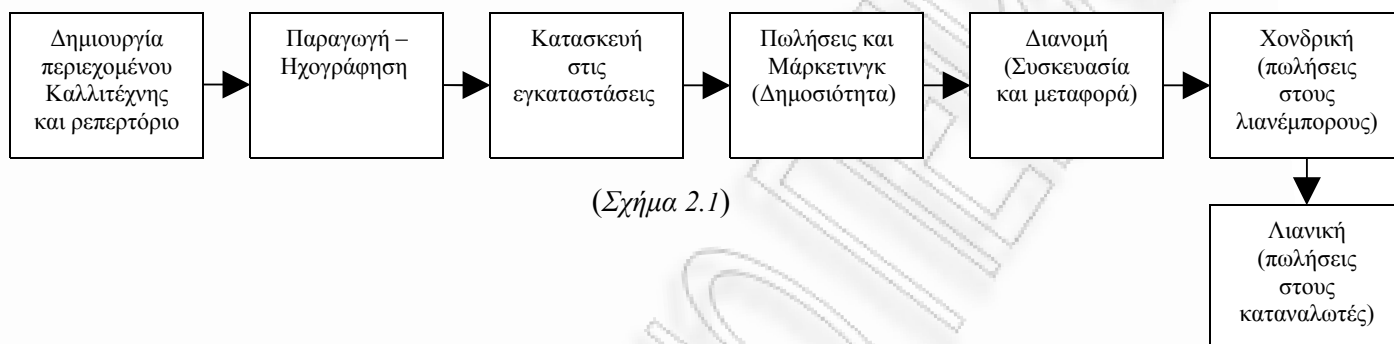 Δημιουργία
περιεχομένου
Καλλιτέχνης
και ρεπερτόριο
Παραγωγή –
Ηχογράφηση
Κατασκευή
στις
εγκαταστάσεις
Πωλήσεις και
Μάρκετινγκ
(Δημοσιότητα)
Διανομή
(Συσκευασία
και μεταφορά)
Χονδρική
(πωλήσεις
στους
λιανέμπορους)
(Σχήμα 2.1)
Λιανική
(πωλήσεις
στους
καταναλωτές)